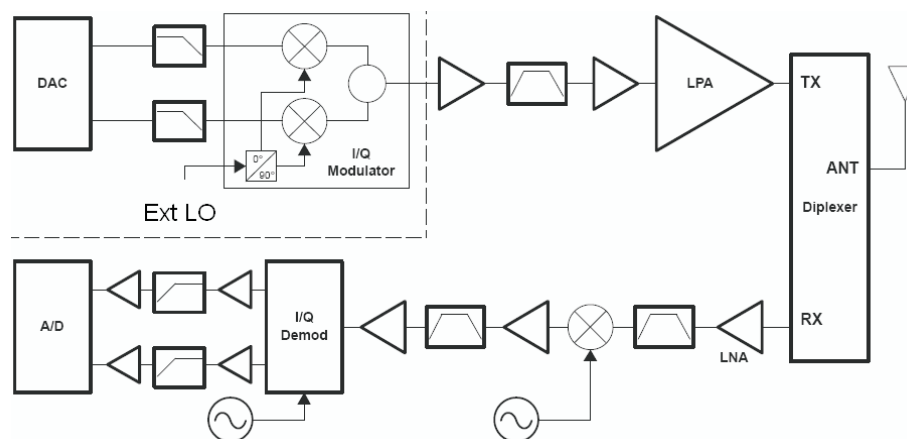 DAC
0°
90°
I/Q
Modulator
Ext LO
LPA
TX
ANT
Diplexer
RX
A/D
I/Q
Demod
LNA